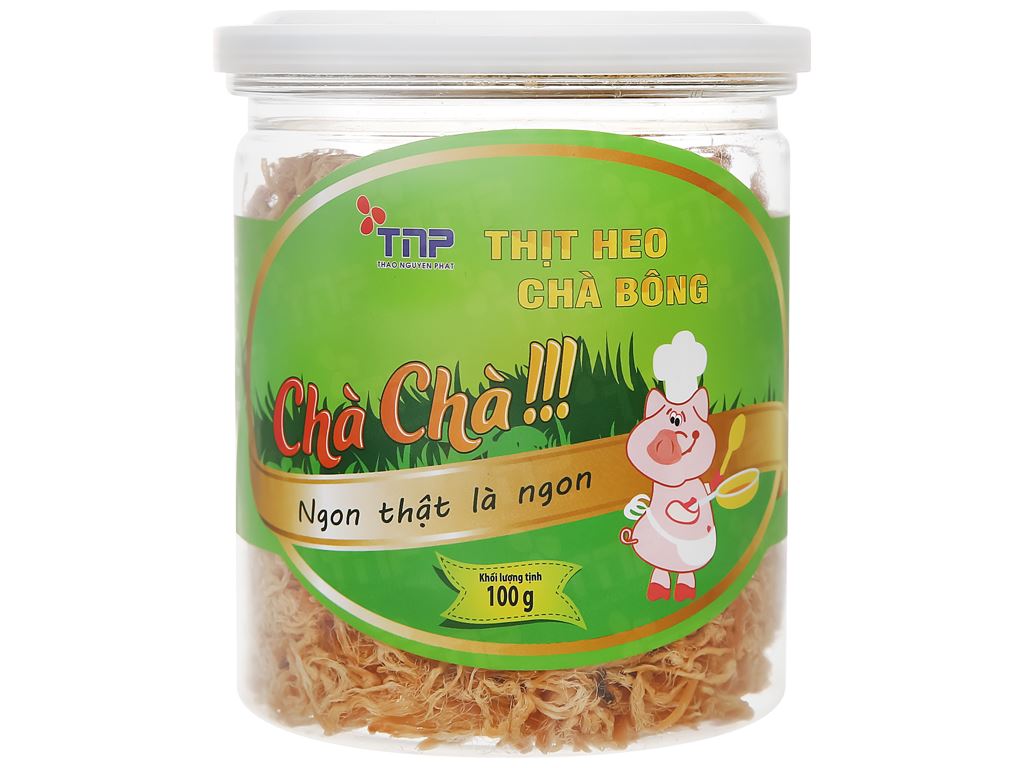 TNP
THAO NGUYEN PHAT
THỊT HEO
CHÀ BÔNG
Chà Chà!!!
Ngon thật là ngon
Khối lượng tịnh
100 g